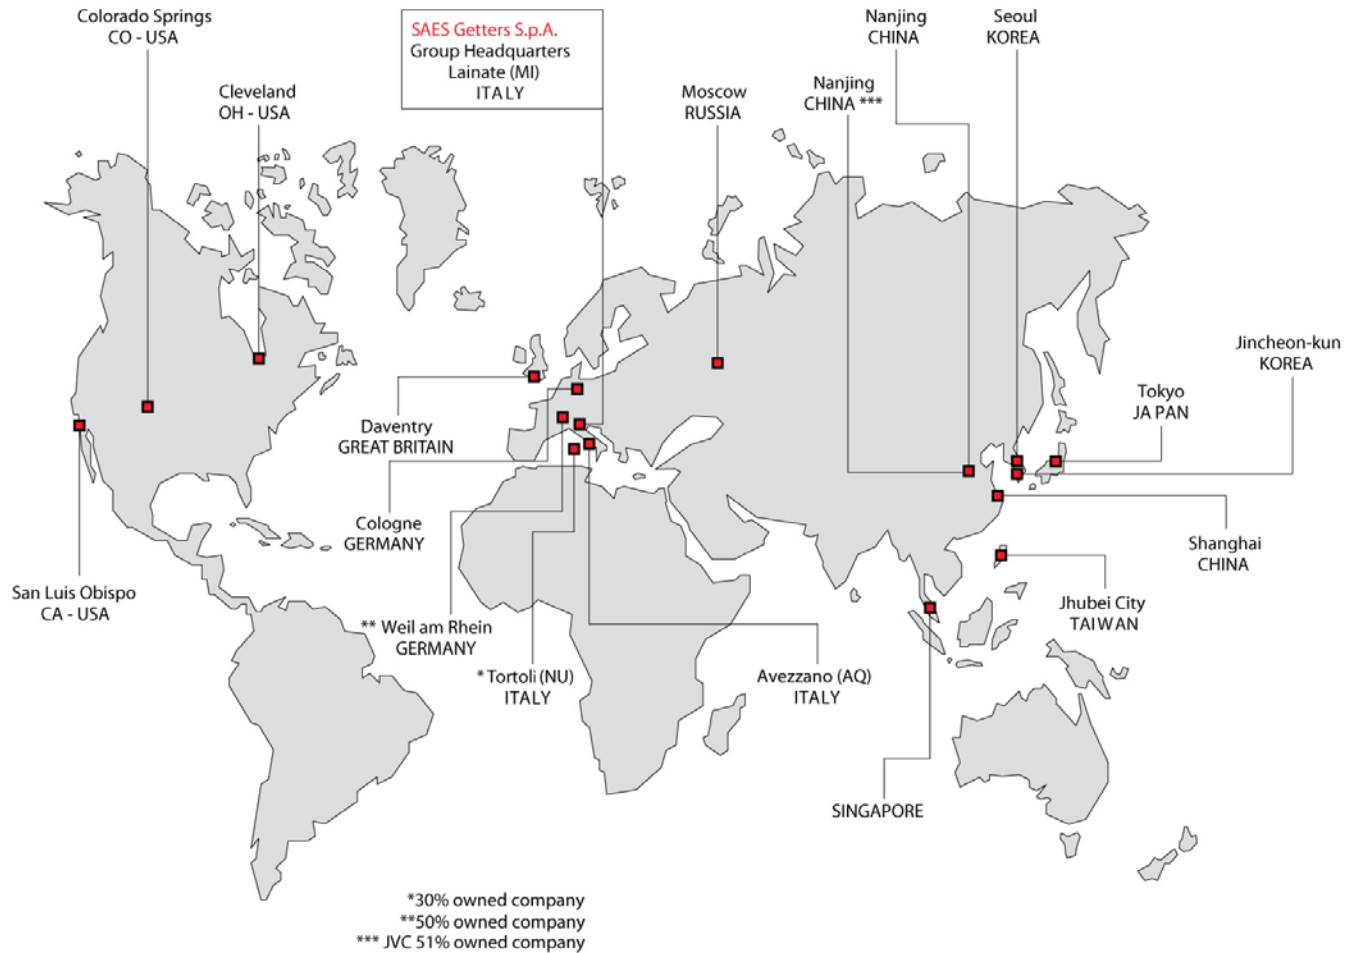 Colorado Springs
CO - USA
Cleveland
OH - USA
SAES Getters S.p.A.
Group Headquarters
Lainate (MI)
ITALY
Moscow
RUSSIA
Nanjing
CHINA ***
Nanjing
CHINA
Seoul
KOREA
Jincheon-kun
KOREA
Tokyo
JA PAN
Daventry
GREAT BRITAIN
Cologne
GERMANY
Shanghai
CHINA
San Luis Obispo
CA - USA
** Weil am Rhein
GERMANY
* Tortoli (NU)
ITALY
Avezzano (AQ)
ITALY
Jhubei City
TAIWAN
SINGAPORE
*30% owned company
**50% owned company
*** JVC 51% owned company